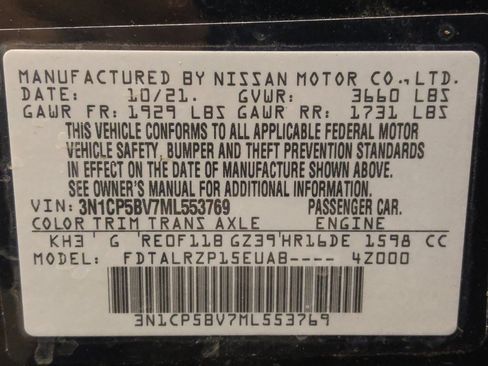 MANUFACTURED BY NISSAN MOTOR CO.,LTD.
DATE: 10/21. GVWR: 3660 LBS
GAWR FR: 1929 LBS GAWR RR: 1731 LBS
THIS VEHICLE CONFORMS TO ALL APPLICABLE FEDERAL MOTOR
VEHICLE SAFETY, BUMPER AND THEFT PREVENTION STANDARDS
IN EFFECT ON THE DATE OF MANUFACTURE SHOWN ABOVE.
SEE OWNER'S MANUAL FOR ADDITIONAL INFORMATION.
VIN: 3N1CP5BV7ML553769 PASSENGER CAR.
COLOR TRIM TRANS AXLE ENGINE
KH3 G RE0F11B GZ39 HR16DE 1598 CC
MODEL: FDTALRZP15EUAB---- 4Z000
3N1CP5BV7ML553769